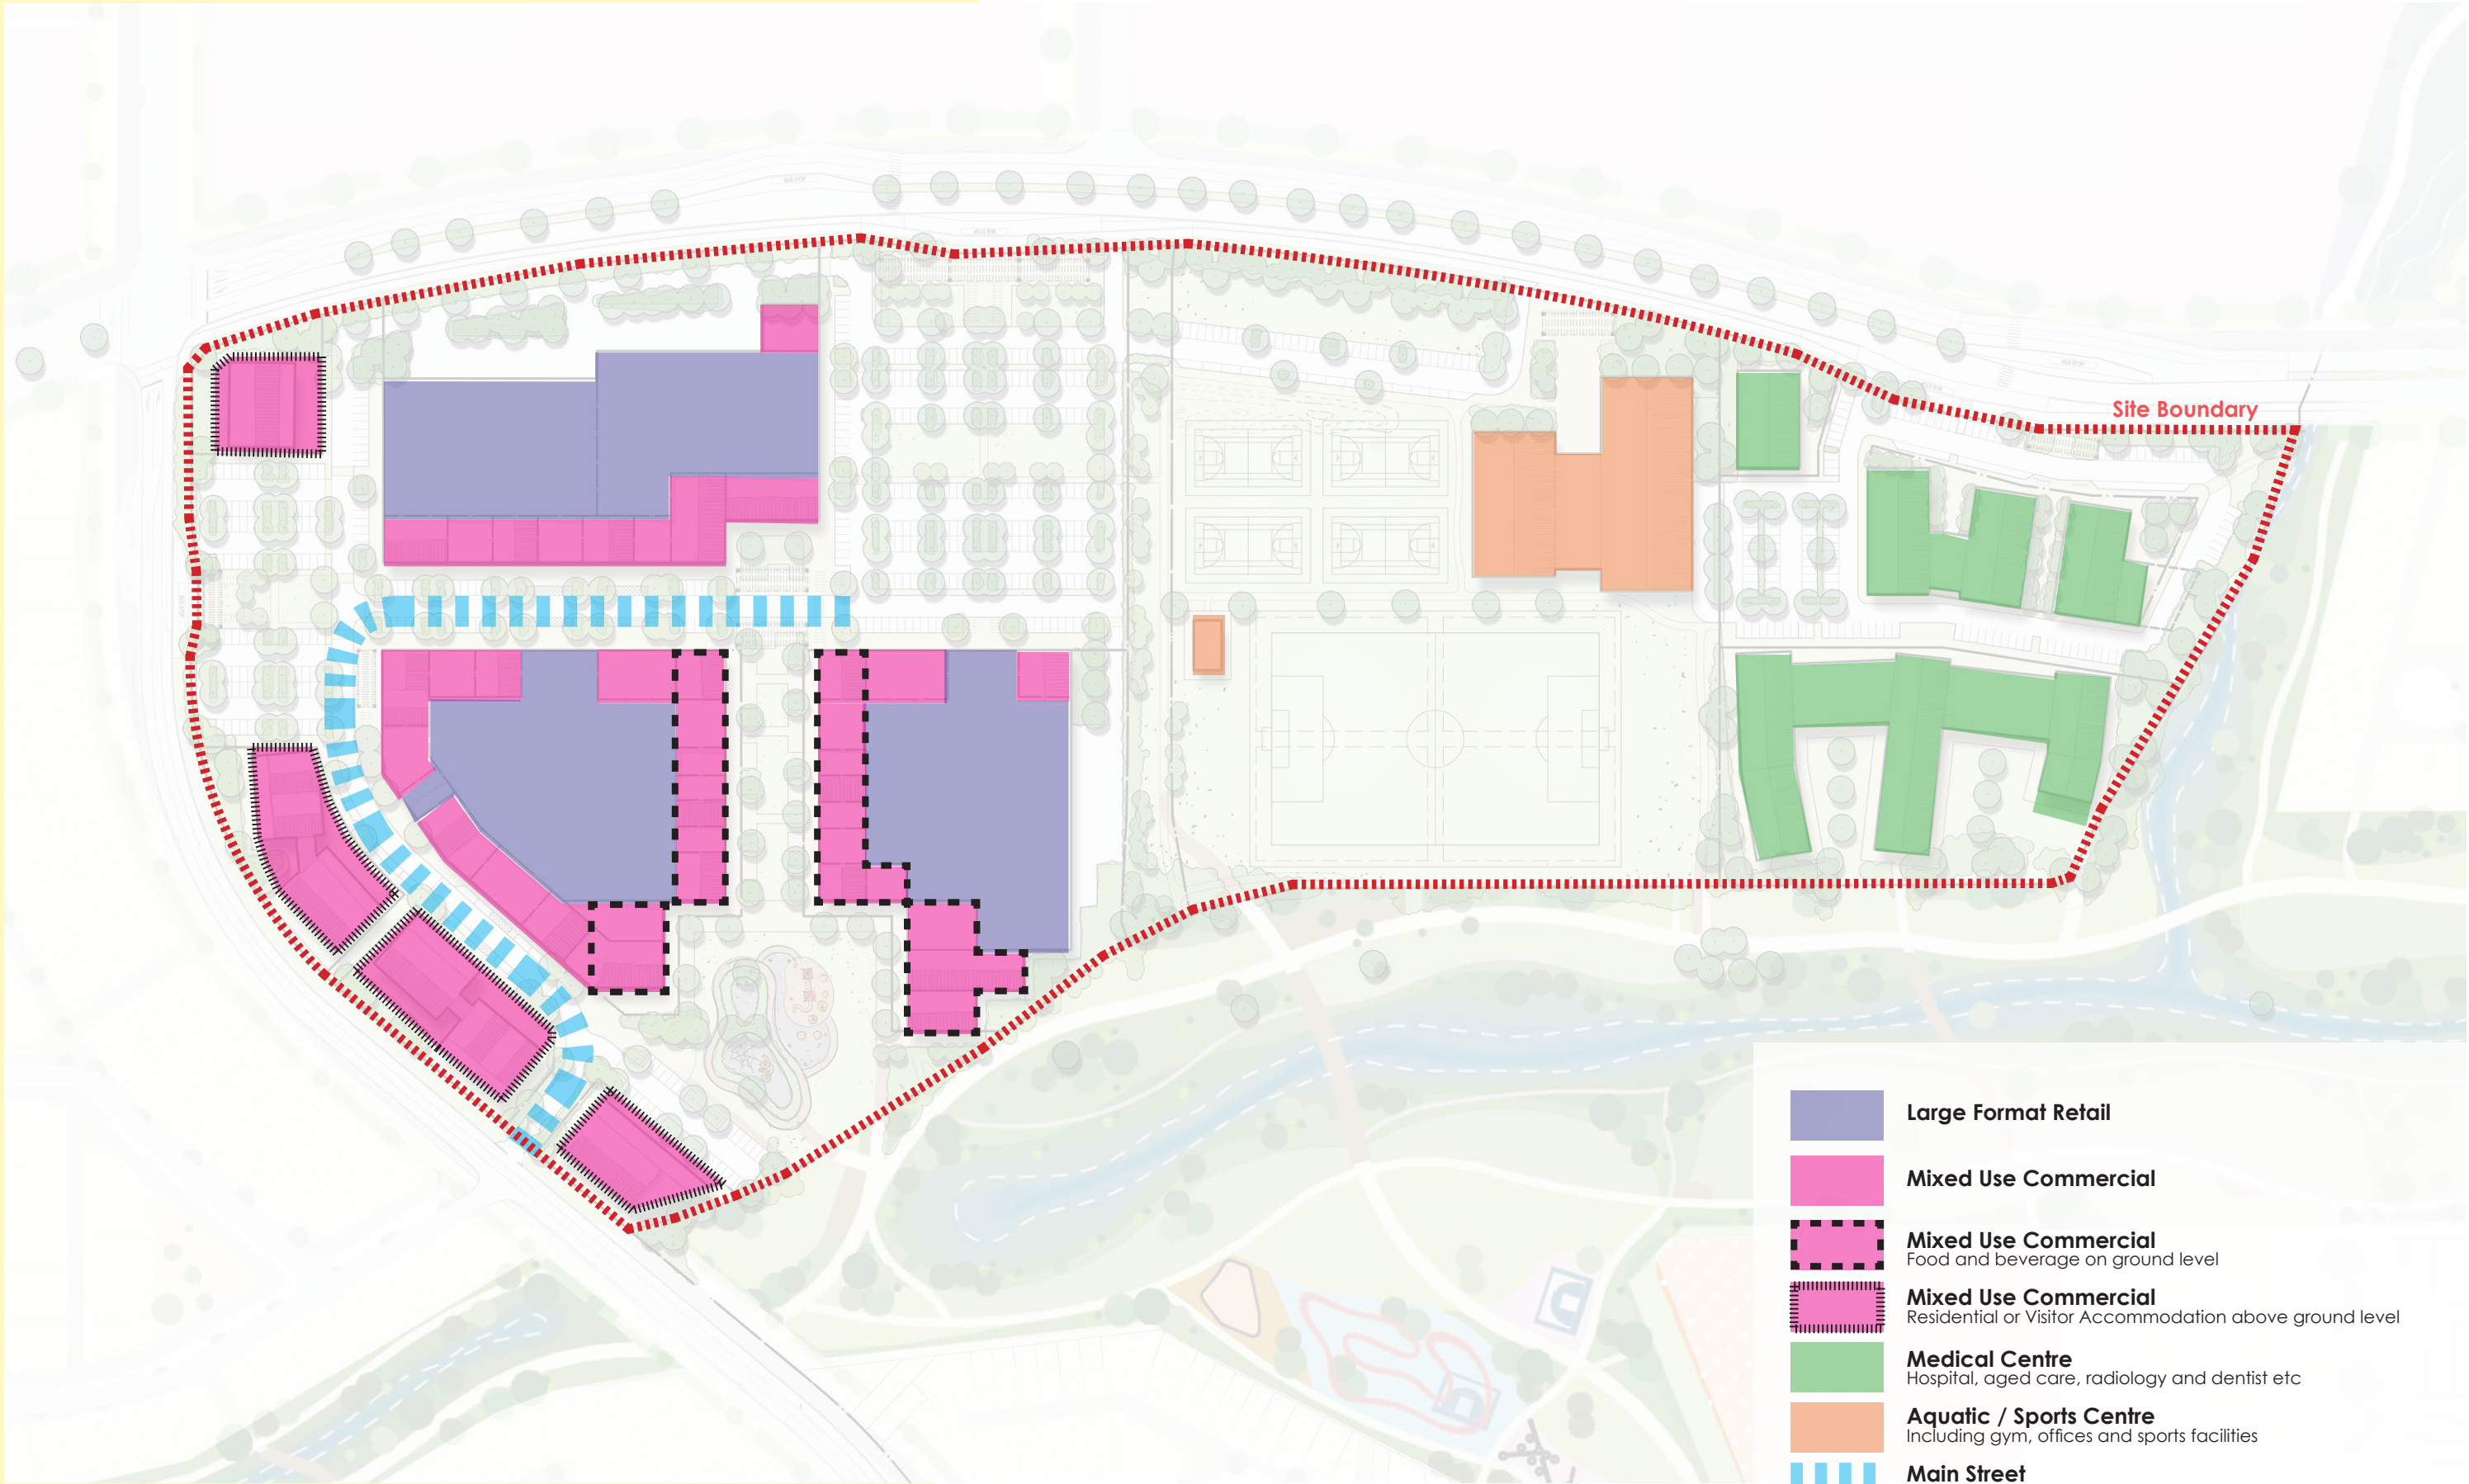 Site Boundary
Large Format Retail
Mixed Use Commercial
Mixed Use Commercial
Food and beverage on ground level
Mixed Use Commercial
Residential or Visitor Accommodation above ground level
Medical Centre
Hospital, aged care, radiology and dentist etc
Aquatic / Sports Centre
Including gym, offices and sports facilities
Main Street